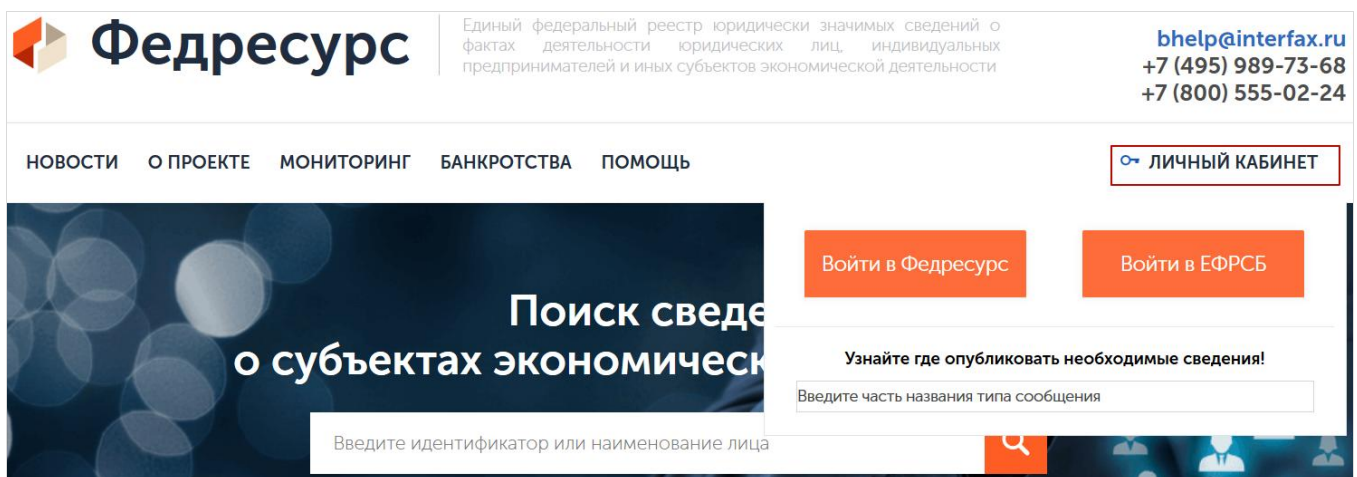 Федресурс
Единый федеральный реестр юридически значимых сведений о
фактах деятельности юридических лиц, индивидуальных
предпринимателей и иных субъектов экономической деятельности
bhelp@interfax.ru
+7 (495) 989-73-68
+7 (800) 555-02-24
НОВОСТИ О ПРОЕКТЕ МОНИТОРИНГ БАНКРОТСТВА ПОМОЩЬ
ЛИЧНЫЙ КАБИНЕТ
Войти в Федресурс
Войти в ЕФРСБ
Поиск сведе
о субъектах экономическ
Узнайте где опубликовать необходимые сведения!
Введите часть названия типа сообщения
Введите идентификатор или наименование лица